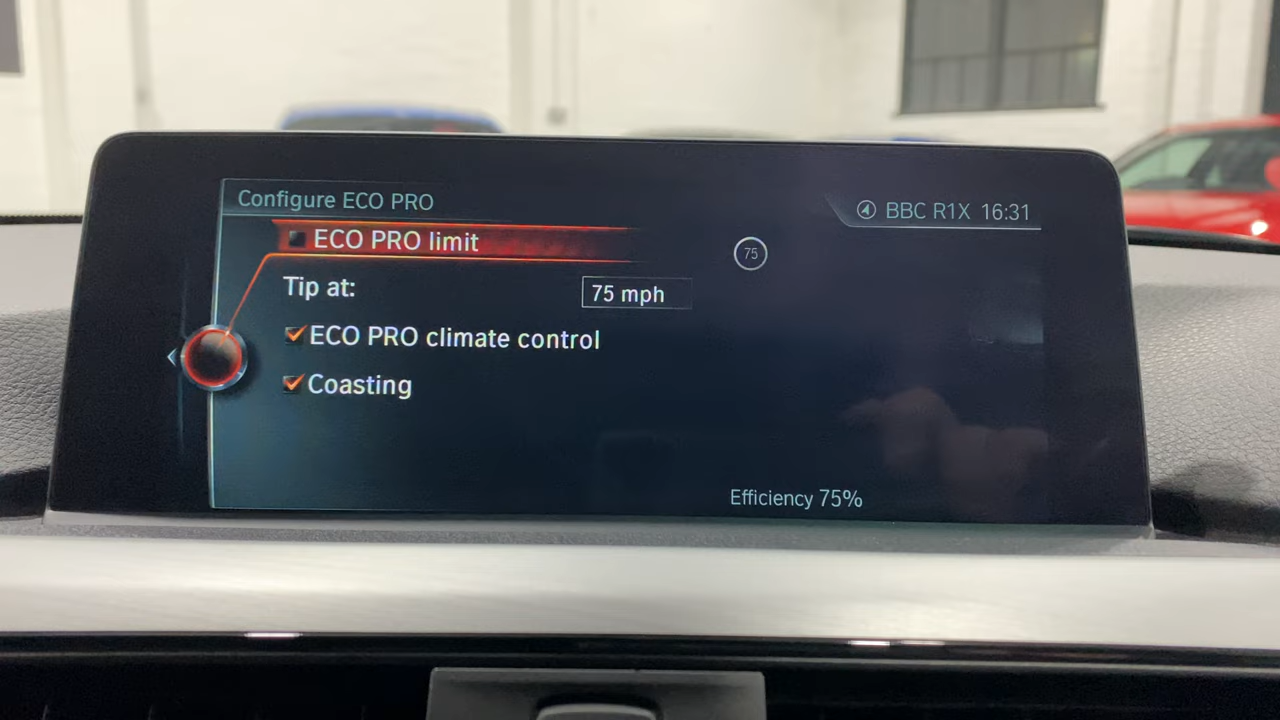 Configure ECO PRO
BBC R1X 16:31
ECO PRO limit
75
Tip at:
75 mph
ECO PRO climate control
Coasting
Efficiency 75%